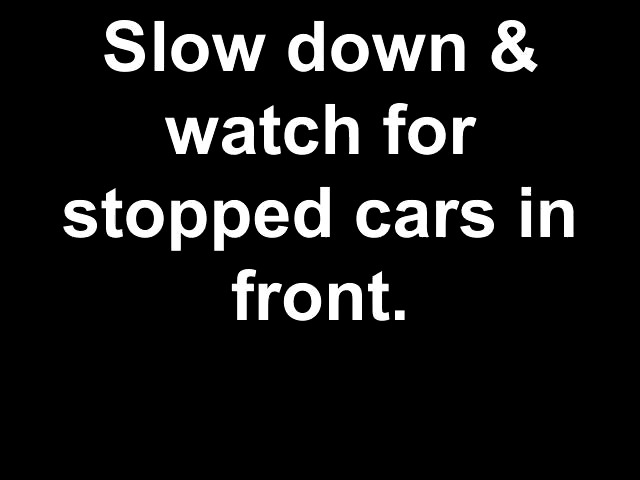 Slow down &
watch for
stopped cars in
front.